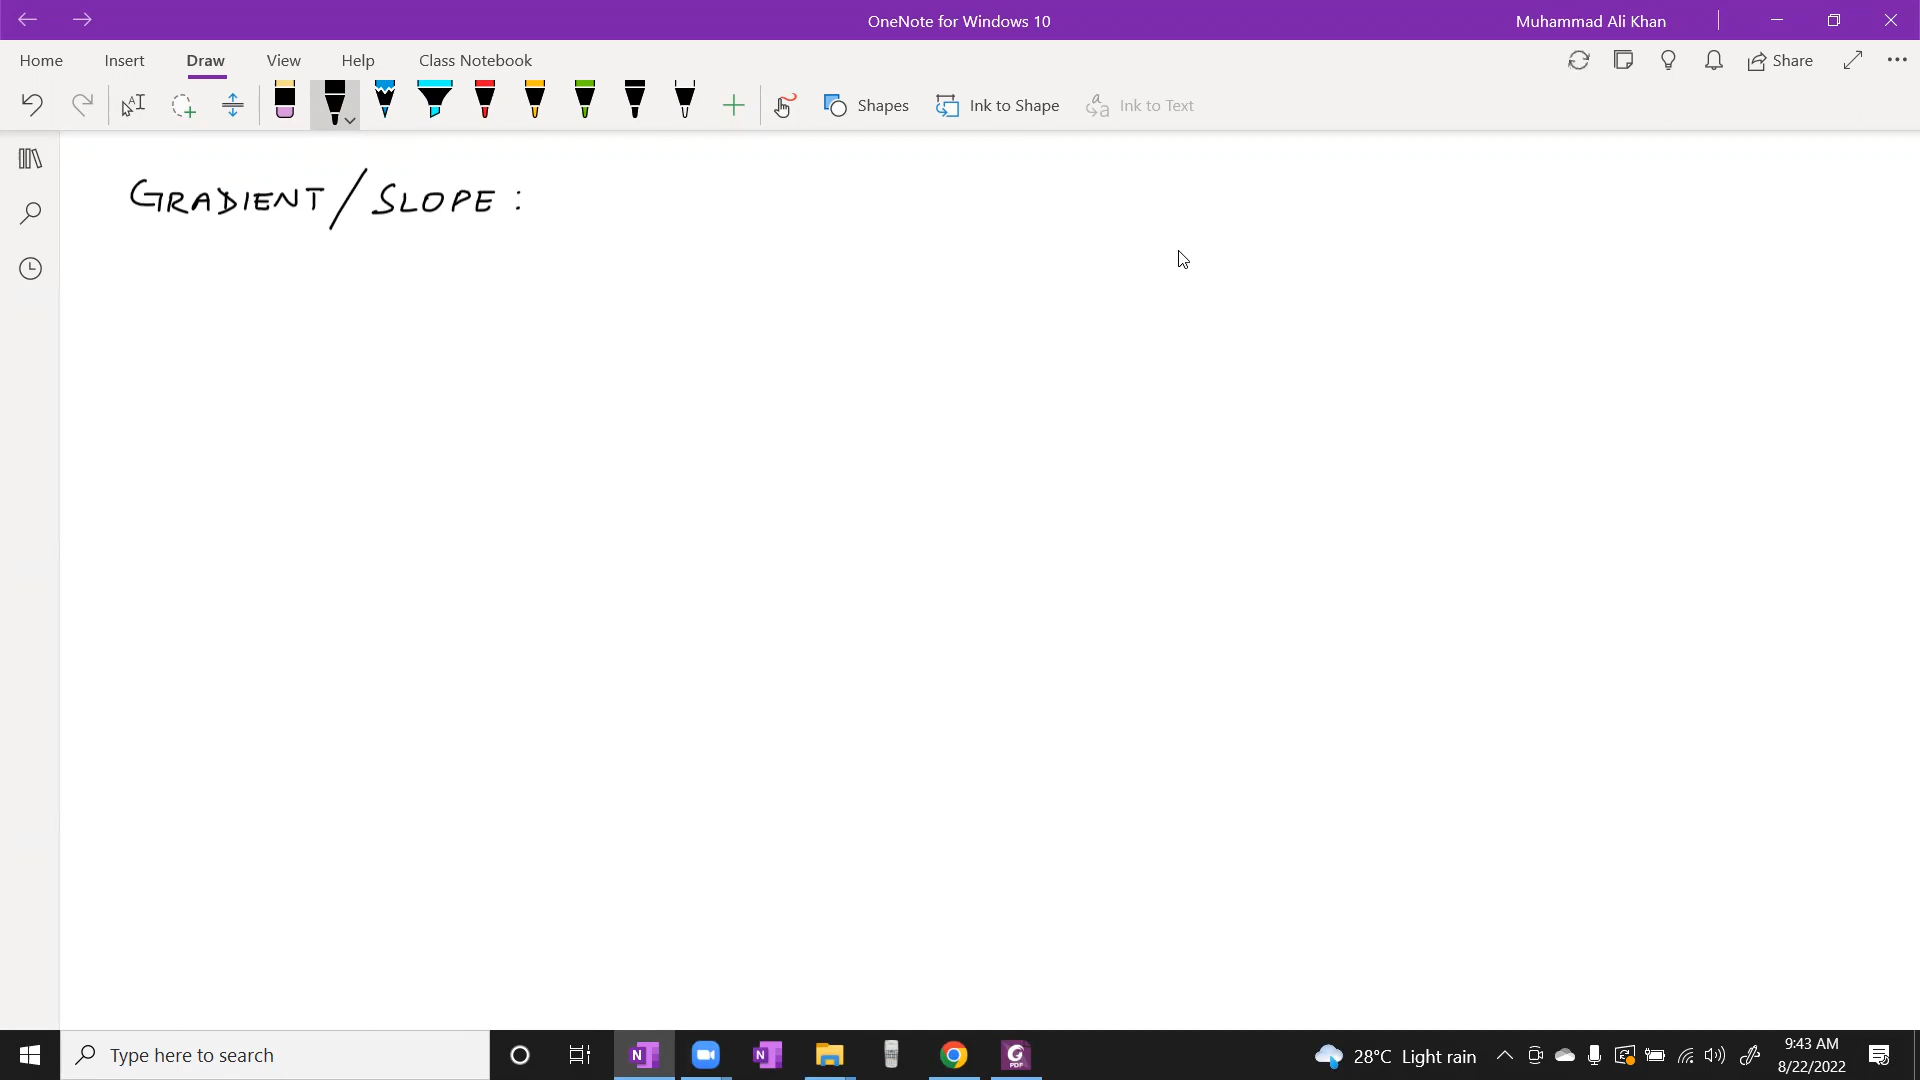 OneNote for Windows 10
Muhammad Ali Khan
Home Insert Draw View Help Class Notebook Share
Shapes Ink to Shape Ink to Text
GRADIENT/SLOPE:
Type here to search
28°C Light rain
9:43 AM
8/22/2022